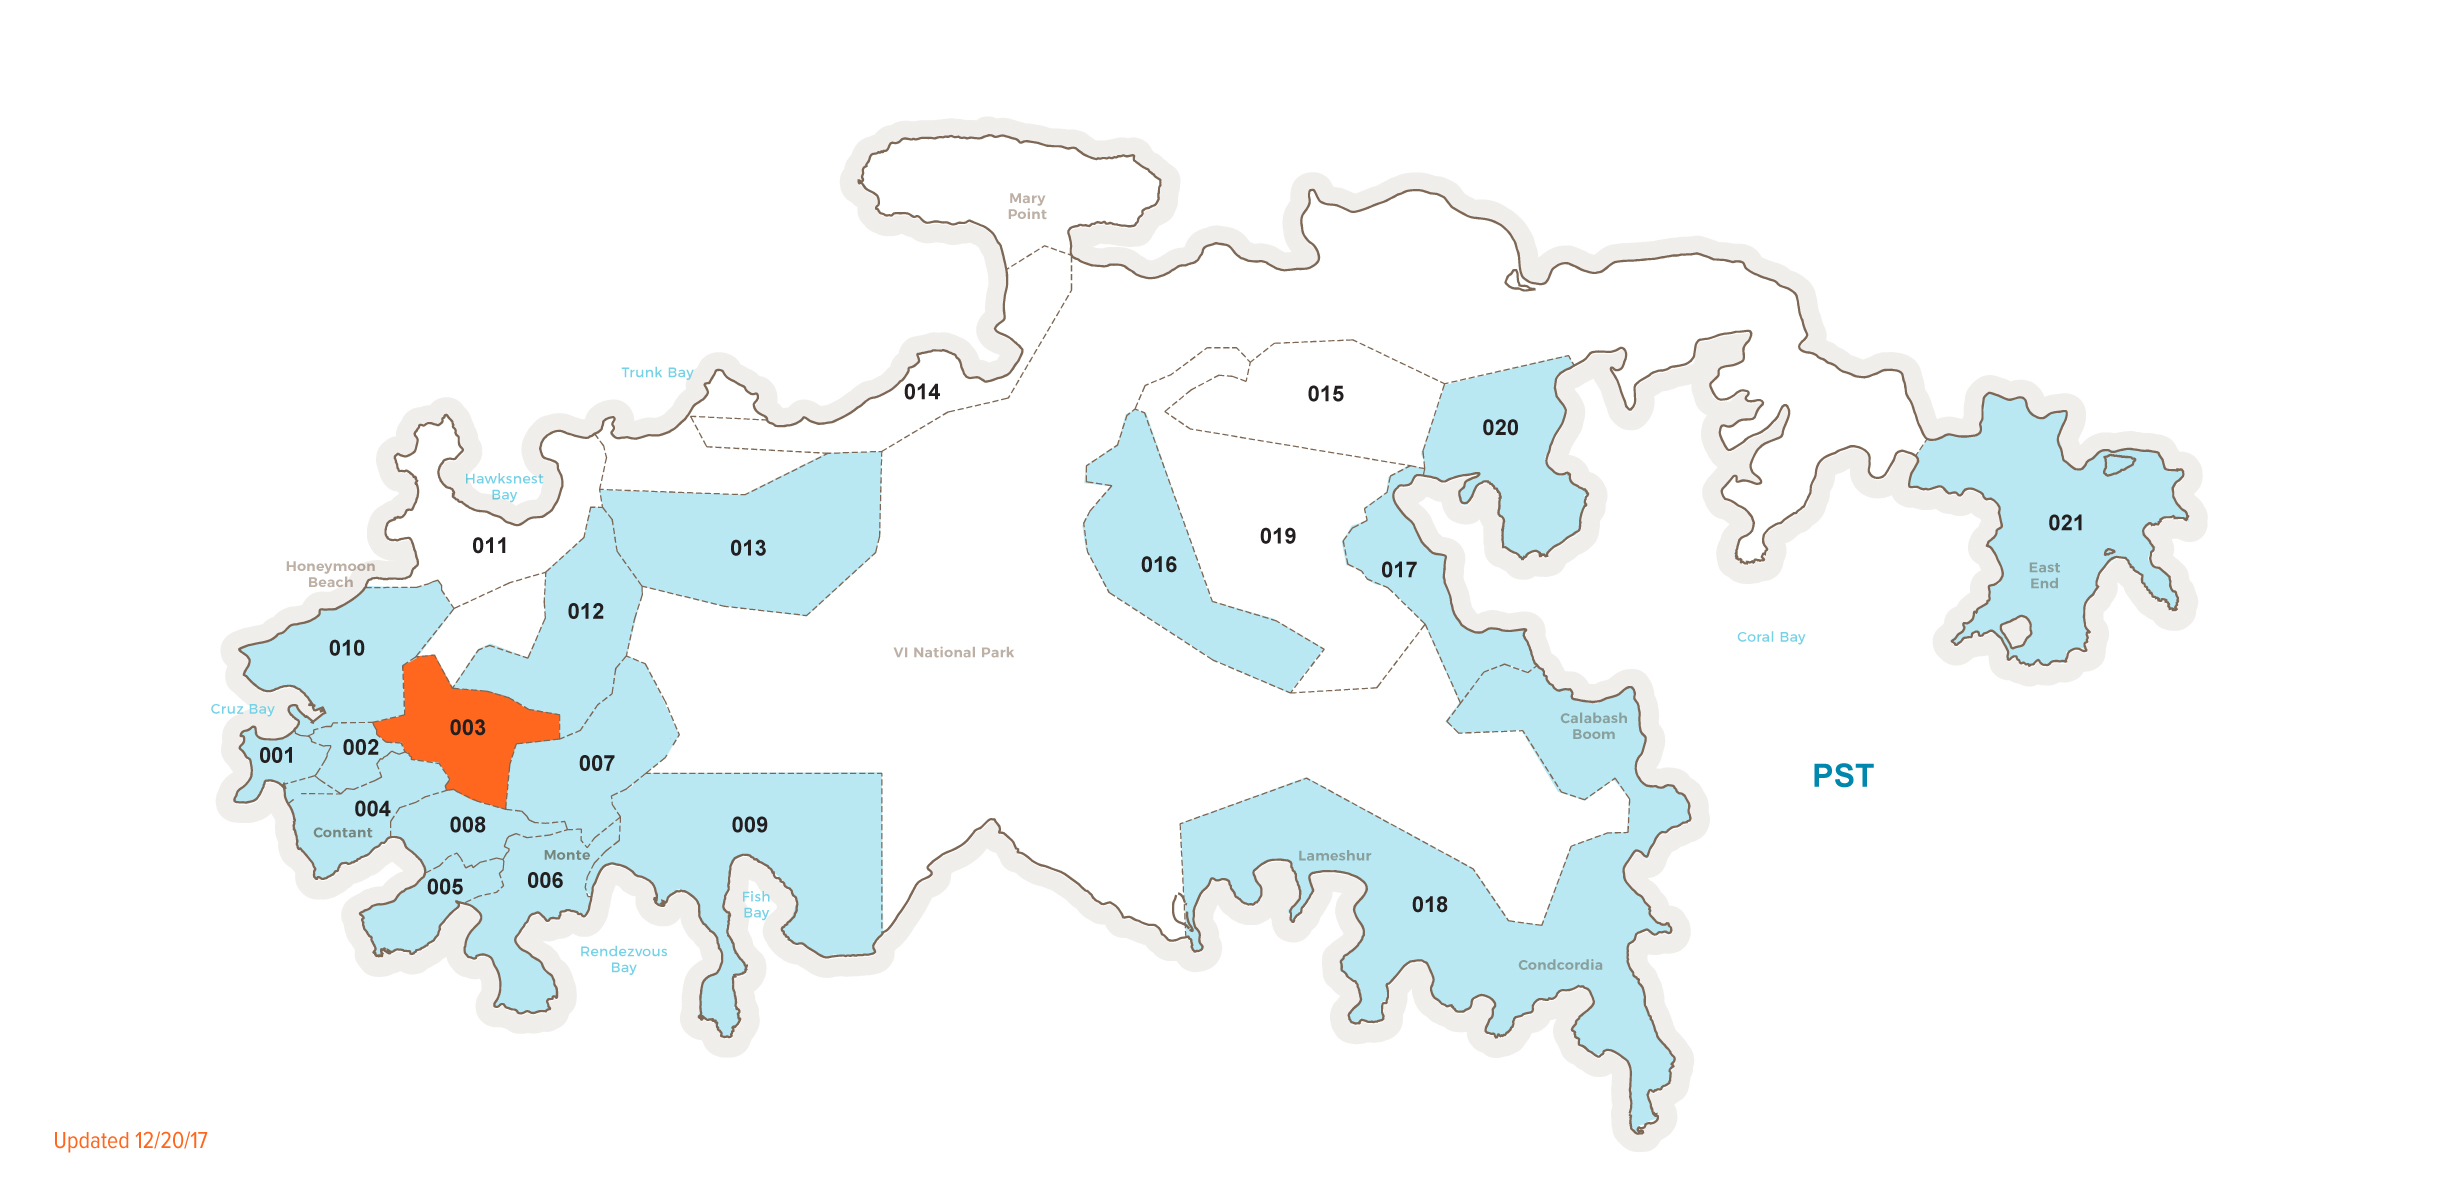 Mary
Point
Trunk Bay
014
015
020
Hawksnest
Bay
011
013
019
016
017
021
Honeymoon
Beach
East
End
012
010
VI National Park
Coral Bay
Cruz Bay
003
Calabash
Boom
001
002
007
PST
004
Contant
008
009
Monte
Lameshur
005
006
Fish
Bay
018
Rendezvous
Bay
Condcordia
Updated 12/20/17